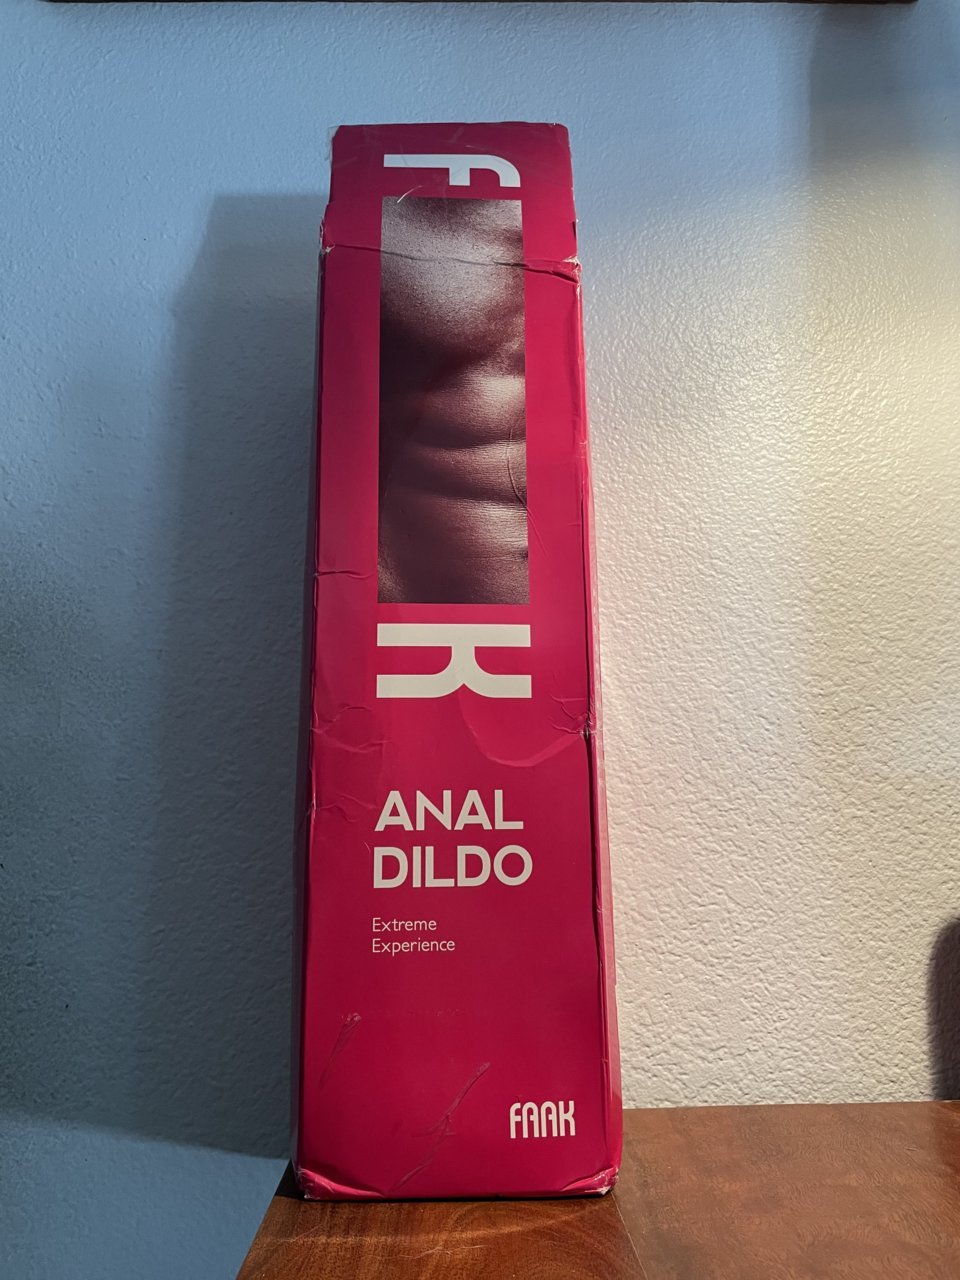 f K
ANAL
DILDO
Extreme
Experience
fAAK